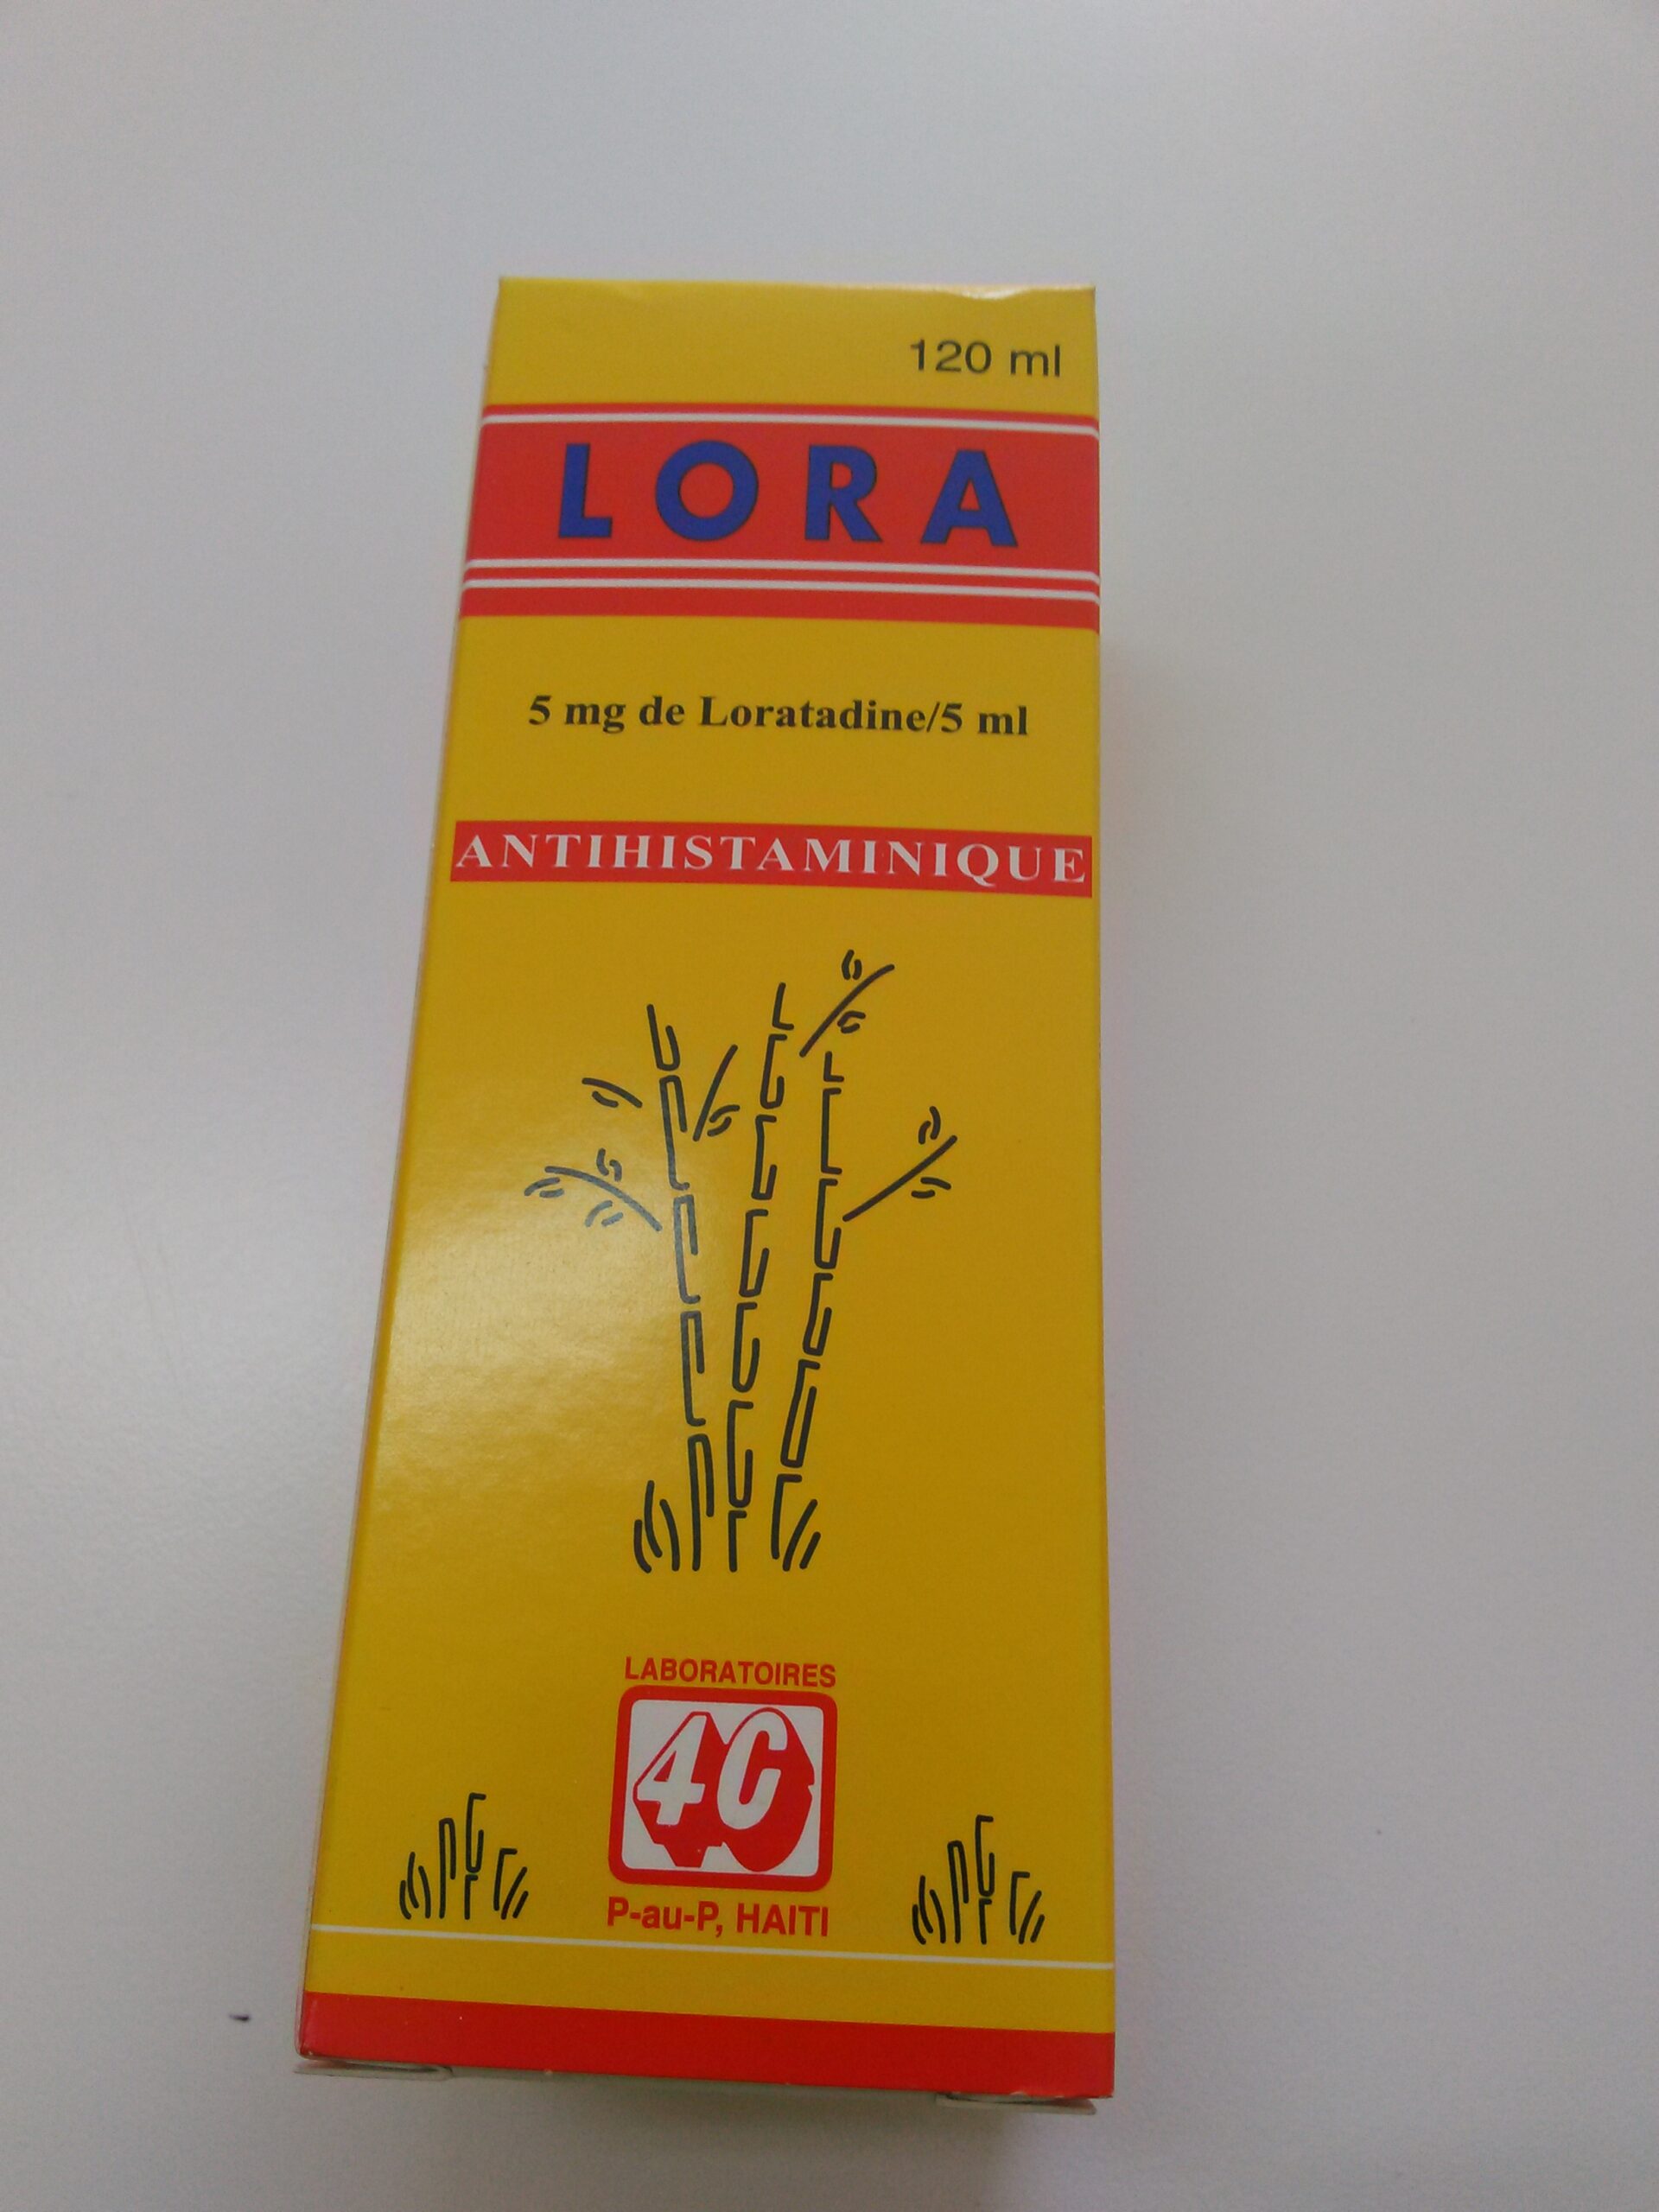 120 ml
LORA
5 mg de Loratadine/5 ml
ANTIHISTAMINIQUE
LABORATOIRES
4C
P-au-P, HAITI